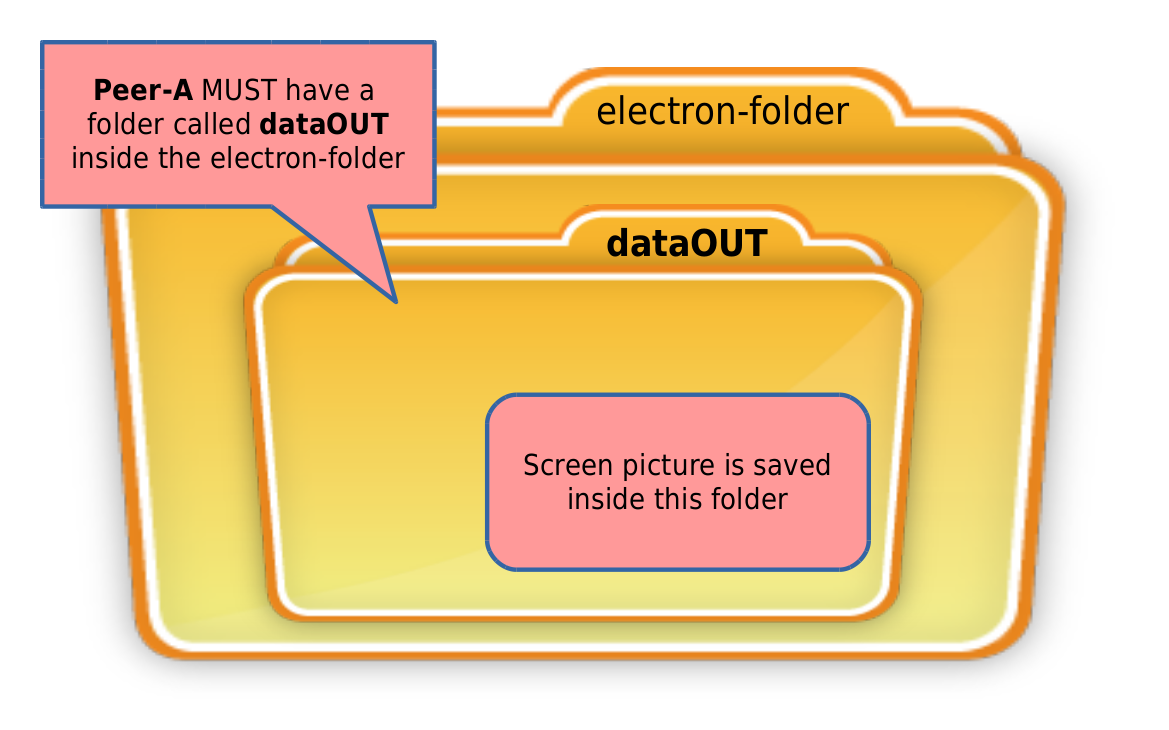 Peer-A MUST have a
folder called dataOUT
inside the electron-folder
electron-folder
dataOUT
Screen picture is saved
inside this folder